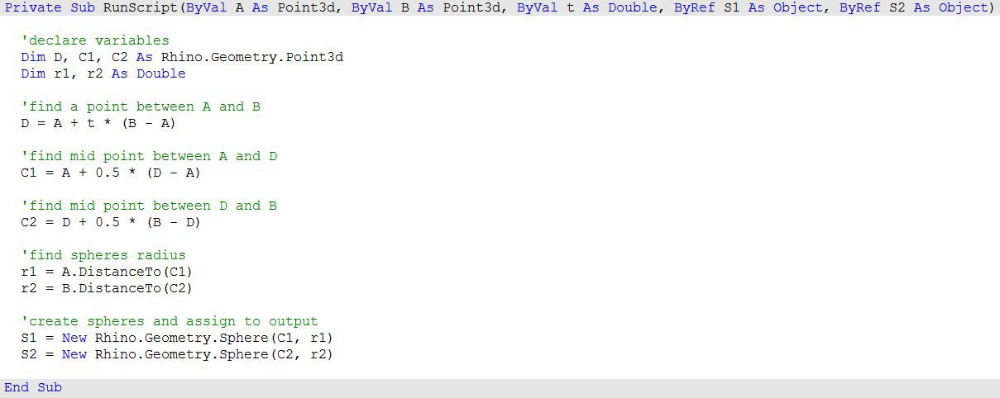 Private Sub RunScript(ByVal A As Point3d, ByVal B As Point3d, ByVal t As Double, ByRef S1 As Object, ByRef S2 As Object)
'declare variables
Dim D, C1, C2 As Rhino.Geometry.Point3d
Dim r1, r2 As Double
'find a point between A and B
D = A + t * (B - A)
'find mid point between A and D
C1 = A + 0.5 * (D - A)
'find mid point between D and B
C2 = D + 0.5 * (B - D)
'find spheres radius
r1 = A.DistanceTo(C1)
r2 = B.DistanceTo(C2)
'create spheres and assign to output
S1 = New Rhino.Geometry.Sphere(C1, r1)
S2 = New Rhino.Geometry.Sphere(C2, r2)
End Sub